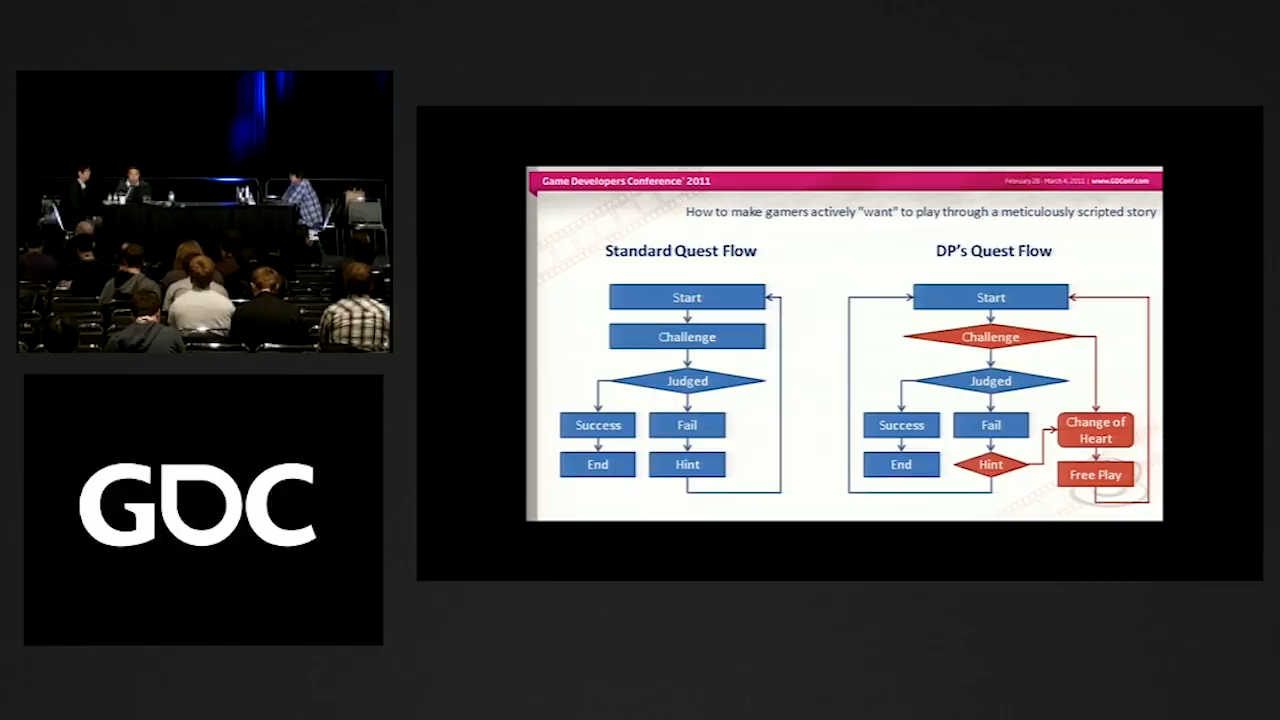 GDC
Game Developers Conference® 2011
February 28 - March 4, 2011 | www.GDConf.com
How to make gamers actively "want" to play through a meticulously scripted story
Standard Quest Flow
Start
Challenge
Judged
Success
Fail
End
Hint
DP's Quest Flow
Start
Challenge
Judged
Success
Fail
Change of
Heart
End
Hint
Free Play